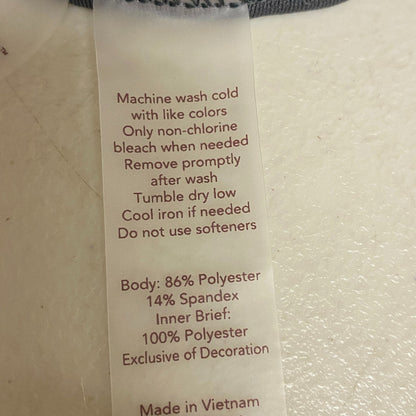 Machine wash cold
with like colors
Only non-chlorine
bleach when needed
Remove promptly
after wash
Tumble dry low
Cool iron if needed
Do not use softeners
Body: 86% Polyester
14% Spandex
Inner Brief:
100% Polyester
Exclusive of Decoration
Made in Vietnam